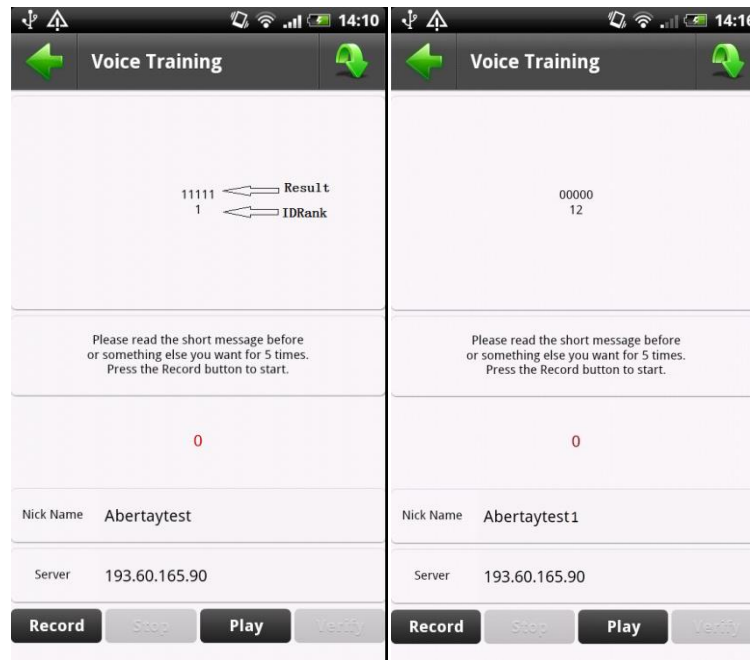 14:10
Voice Training
11111 Result
1 IDRank
Please read the short message before
or something else you want for 5 times.
Press the Record button to start.
0
Nick Name Abertaytest
Server 193.60.165.90
Record Stop Play Verify
14:16
Voice Training
00000
12
Please read the short message before
or something else you want for 5 times.
Press the Record button to start.
0
Nick Name Abertaytest1
Server 193.60.165.90
Record Stop Play Verify